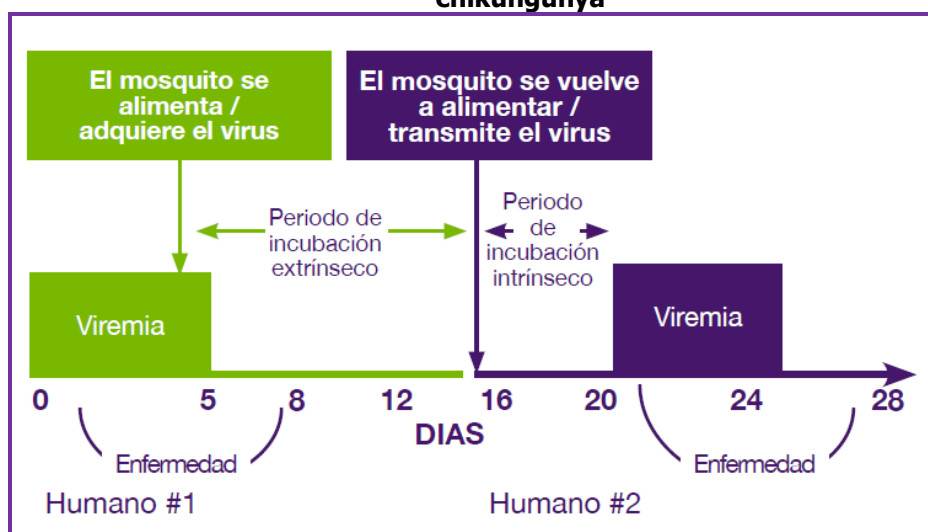 chikungunya
El mosquito se
alimenta /
adquiere el virus
El mosquito se vuelve
a alimentar /
transmite el virus
Periodo de
incubación
extrínseco
Periodo
de
incubación
intrínseco
Viremia
Viremia
0 5 8 12 16 20 24 28
DIAS
Enfermedad
Enfermedad
Humano #1
Humano #2